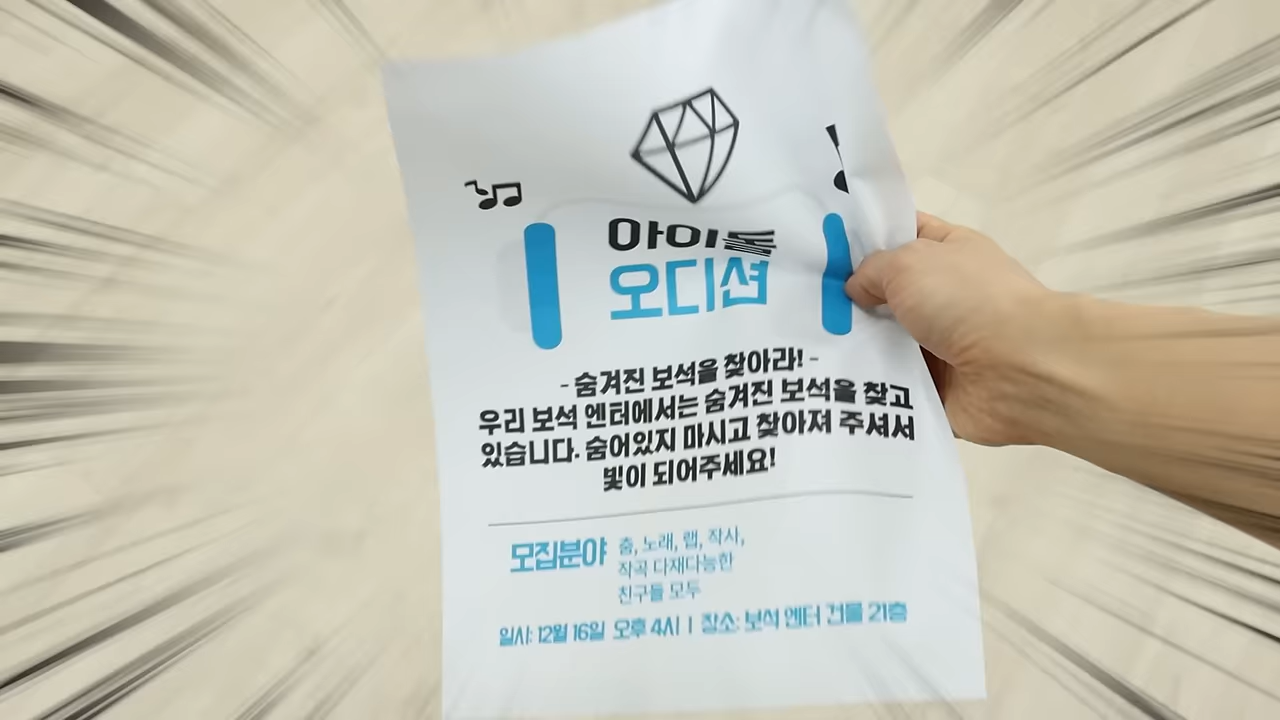 아이돌
오디션
- 숨겨진 보석을 찾아라! -
우리 보석 엔터에서는 숨겨진 보석을 찾고
있습니다. 숨어있지 마시고 찾아져 주셔서
빛이 되어주세요!
모집분야
춤, 노래, 랩, 작사,
작곡 다재다능한
친구들 모두
일시: 12월 16일 오후 4시 | 장소: 보석 엔터 건물 21층